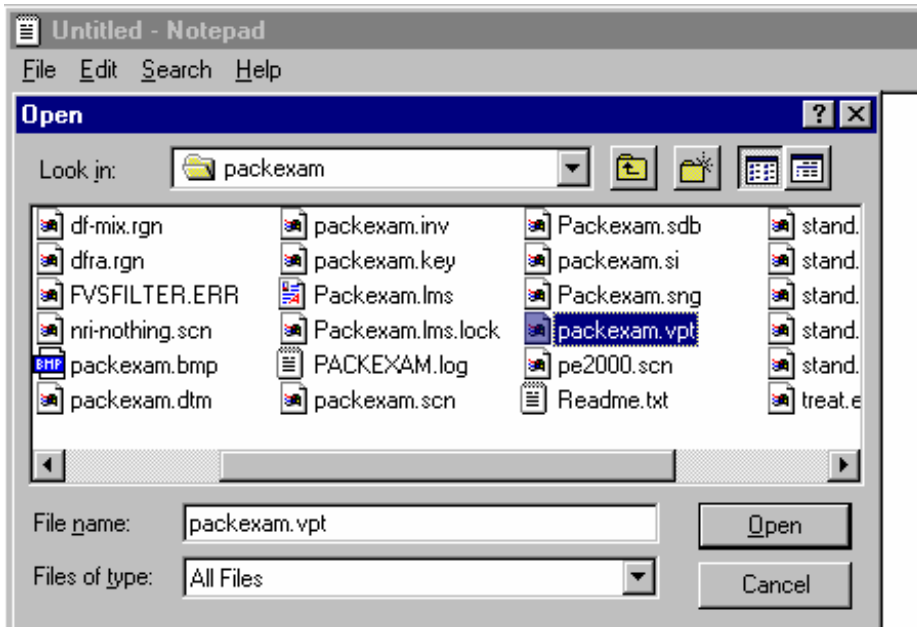 Untitled - Notepad
File Edit Search Help
Open
Look in: packexam
df-mix.rgn packexam.inv Packexam.sdb stand.
dfra.rgn packexam.key packexam.si stand.
FVSFILTER.ERR Packexam.lms Packexam.sng stand.
nri-nothing.scn Packexam.lms.lock packexam.vpt stand.
BMP packexam.bmp PACKEXAM.log pe2000.scn stand.
packexam.dtm packexam.scn Readme.txt treat.e
File name: packexam.vpt Open
Files of type: All Files Cancel